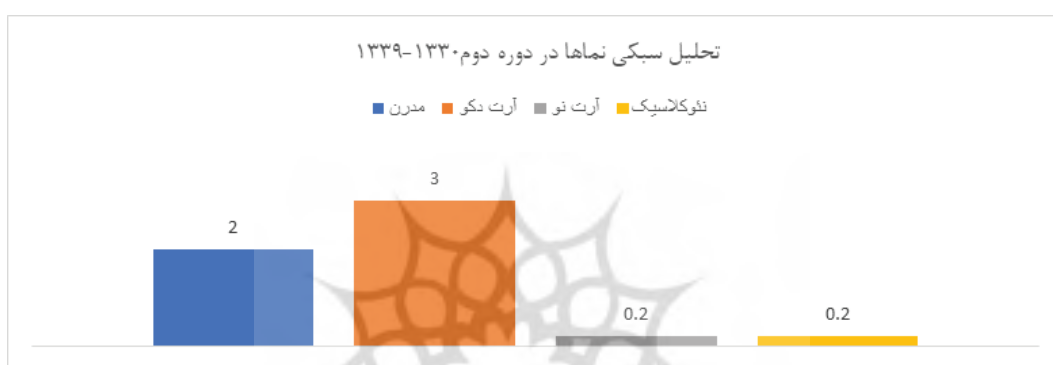 تحلیل سبکی نماها در دوره دوم۱۳۳۰-۱۳۳۹
مدرن آرت دکو آرت نو نئوکلاسیک
2
3
0.2
0.2